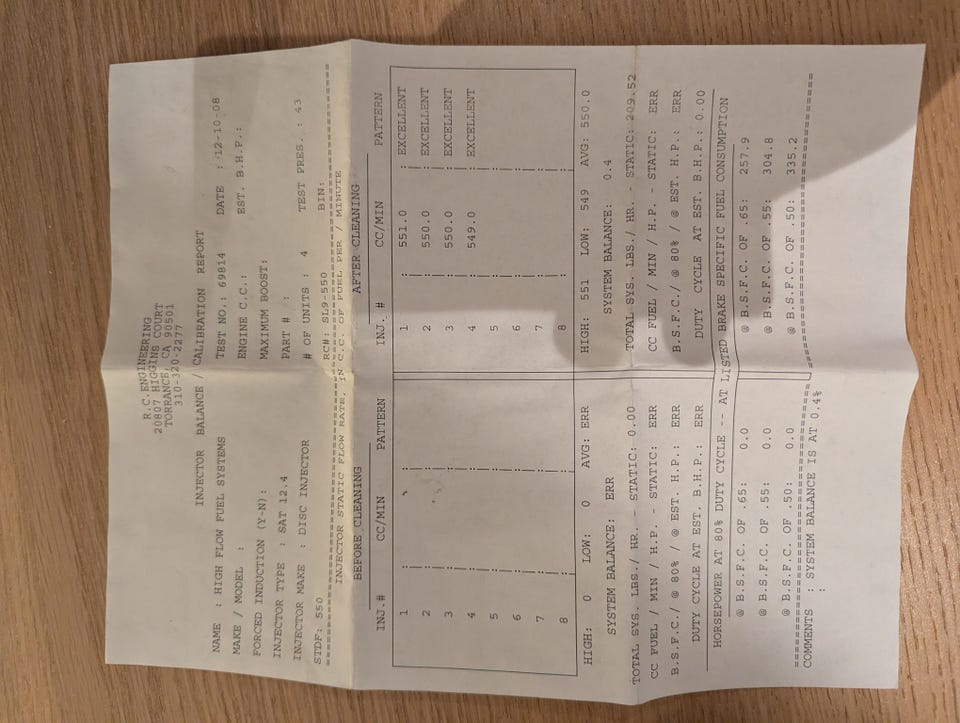 R.C.ENGINEERING
20807 HIGGINS COURT
TORRANCE, CA 90501
310-320-2277
INJECTOR BALANCE / CALIBRATION REPORT
NAME : HIGH FLOW FUEL SYSTEMS TEST NO.: 69814 DATE : 12-10-08
MAKE / MODEL : ENGINE C.C.: EST. B.H.P.:
FORCED INDUCTION (Y-N): MAXIMUM BOOST:
INJECTOR TYPE : SAT 12.4 PART # :
INJECTOR MAKE : DISC INJECTOR # OF UNITS : 4 TEST PRES. : 43
STDF: 550 RC#: SL9-550 BIN:
INJECTOR STATIC FLOW RATE, IN C.C. OF FUEL PER / MINUTE
BEFORE CLEANING AFTER CLEANING
INJ.# CC/MIN PATTERN INJ. # CC/MIN PATTERN
1 1 551.0 EXCELLENT
2 2 550.0 EXCELLENT
3 3 550.0 EXCELLENT
4 4 549.0 EXCELLENT
5 5
6 6
7 7
8 8
HIGH: 0 LOW: 0 AVG: ERR HIGH: 551 LOW: 549 AVG: 550.0
SYSTEM BALANCE: ERR SYSTEM BALANCE: 0.4
TOTAL SYS. LBS./ HR. - STATIC: 0.00 TOTAL SYS. LBS./ HR. - STATIC: 209.52
CC FUEL / MIN / H.P. - STATIC: ERR CC FUEL / MIN / H.P. - STATIC: ERR
B.S.F.C./ @ 80% / @ EST. H.P.: ERR B.S.F.C./ @ 80% / @ EST. H.P.: ERR
DUTY CYCLE AT EST. B.H.P.: ERR DUTY CYCLE AT EST. B.H.P.: 0.00
HORSEPOWER AT 80% DUTY CYCLE -- AT LISTED BRAKE SPECIFIC FUEL CONSUMPTION
@ B.S.F.C. OF .65: 0.0 @ B.S.F.C. OF .65: 257.9
@ B.S.F.C. OF .55: 0.0 @ B.S.F.C. OF .55: 304.8
@ B.S.F.C. OF .50: 0.0 @ B.S.F.C. OF .50: 335.2
COMMENTS : SYSTEM BALANCE IS AT 0.4%
: